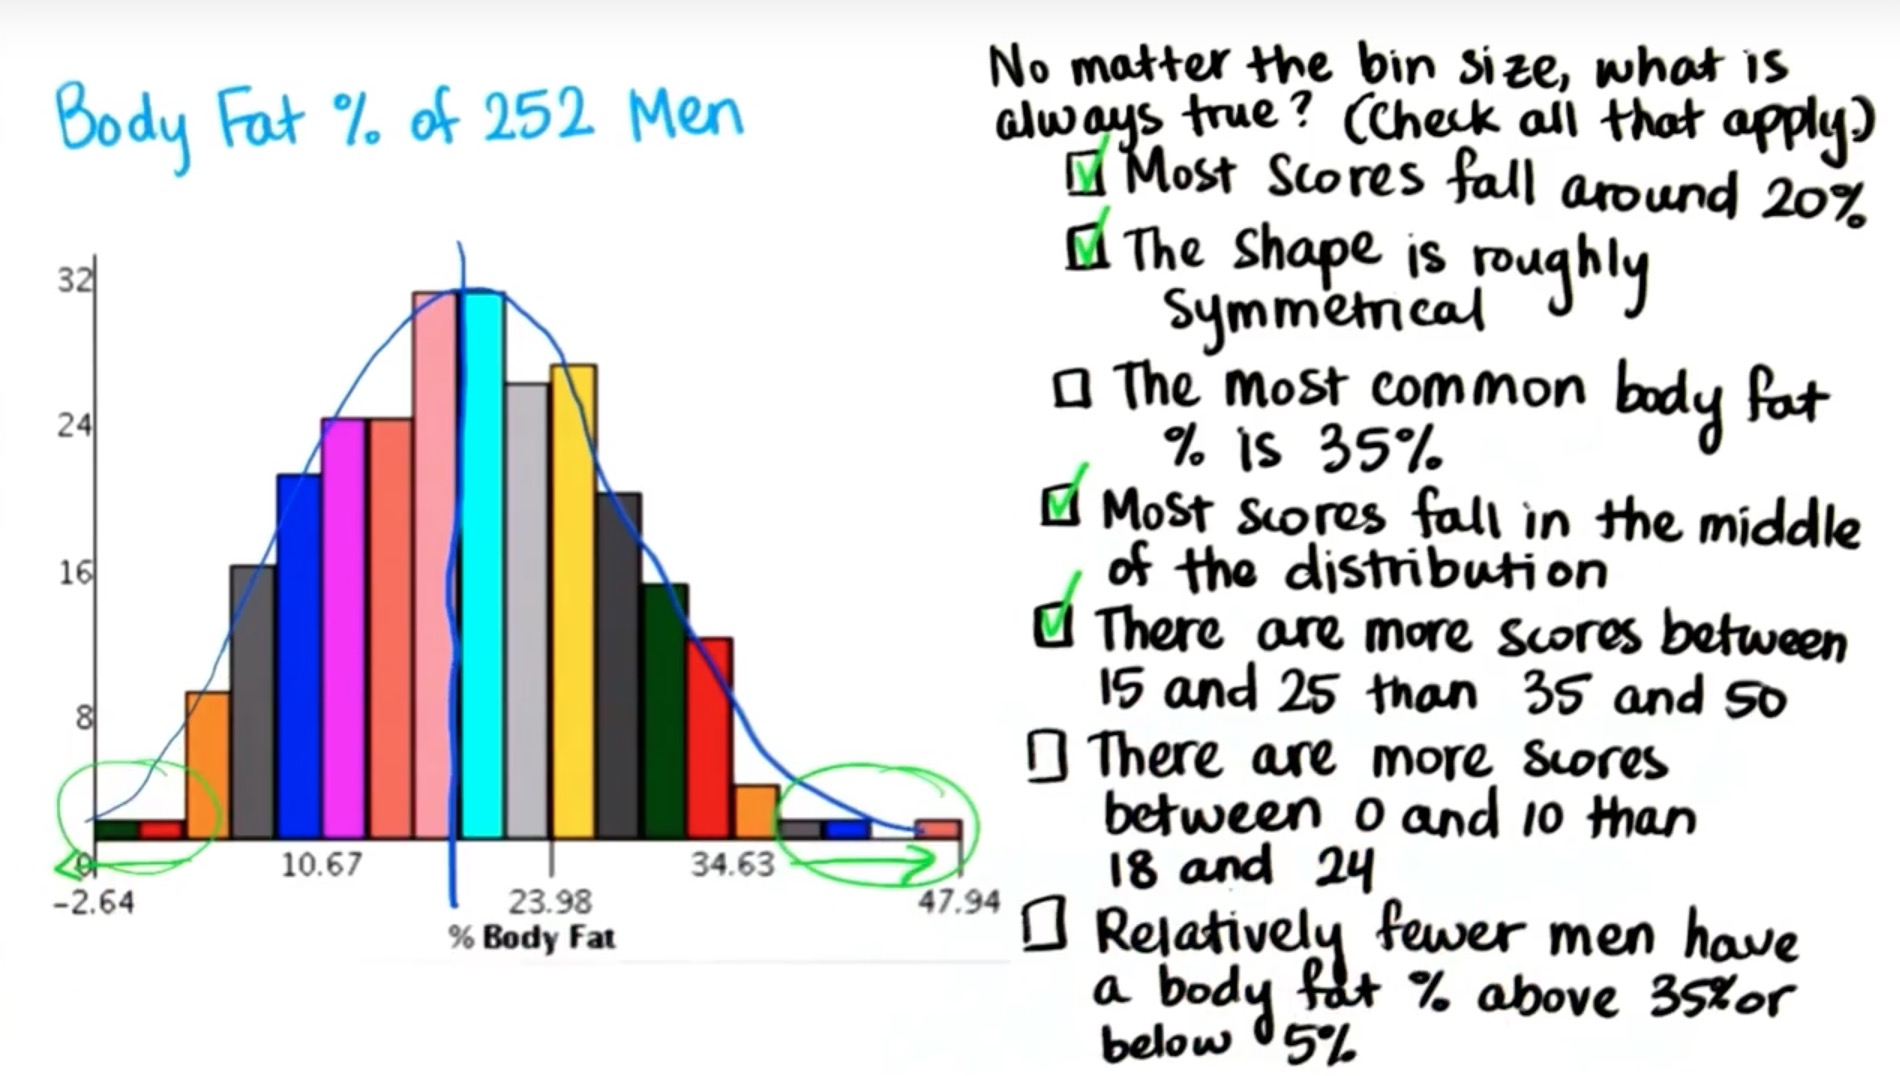 Body Fat % of 252 Men
32
24
16
8
0
10.67
34.63
-2.64
23.98
47.94
% Body Fat
No matter the bin size, what is
always true? (Check all that apply.)
Most Scores fall around 20%
The shape is roughly
symmetrical
The most common body fat
% is 35%
Most scores fall in the middle
of the distribution
There are more scores between
15 and 25 than 35 and 50
There are more scores
between 0 and 10 than
18 and 24
Relatively fewer men have
a body fat % above 35% or
below 5%